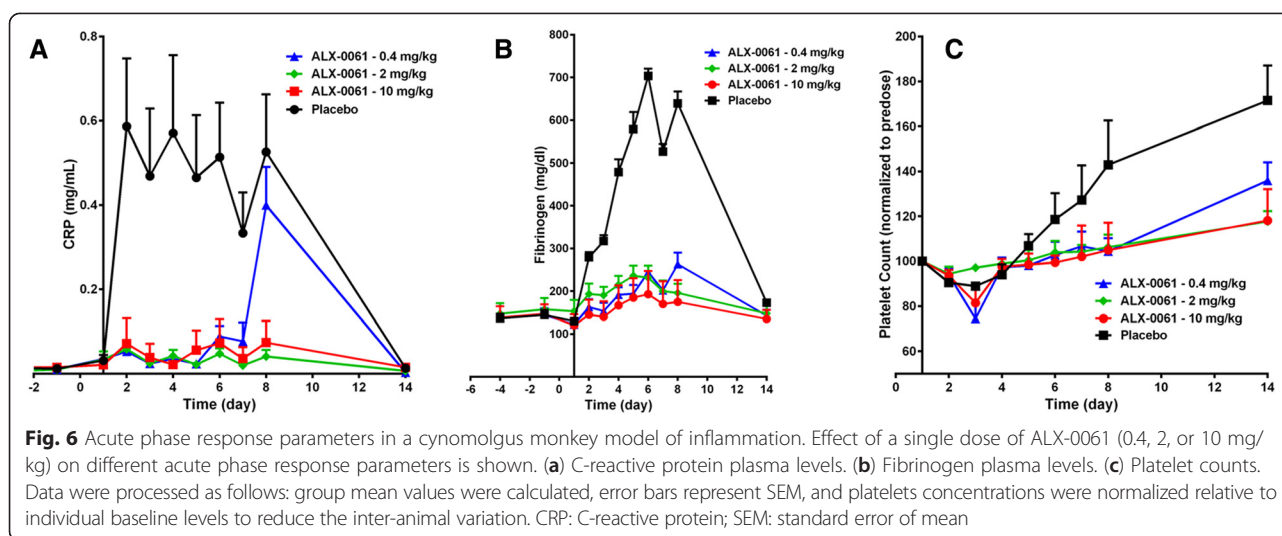 A
ALX-0061 - 0.4 mg/kg
ALX-0061 - 2 mg/kg
ALX-0061 - 10 mg/kg
Placebo
0.8
0.6
0.4
0.2
CRP (mg/mL)
-2 0 2 4 6 8 10 12 14
Time (day)
B
ALX-0061 - 0.4 mg/kg
ALX-0061 - 2 mg/kg
ALX-0061 - 10 mg/kg
Placebo
1000
900
800
700
600
500
400
300
200
100
0
Fibrinogen (mg/dl)
-6 -4 -2 0 2 4 6 8 10 12 14
Time (day)
C
200
180
160
140
120
100
80
60
Platelet Count (normalized to predose)
ALX-0061 - 0.4 mg/kg
ALX-0061 - 2 mg/kg
ALX-0061 - 10 mg/kg
Placebo
0 2 4 6 8 10 12 14
Time (day)
Fig. 6 Acute phase response parameters in a cynomolgus monkey model of inflammation. Effect of a single dose of ALX-0061 (0.4, 2, or 10 mg/
kg) on different acute phase response parameters is shown. (a) C-reactive protein plasma levels. (b) Fibrinogen plasma levels. (c) Platelet counts.
Data were processed as follows: group mean values were calculated, error bars represent SEM, and platelets concentrations were normalized relative to
individual baseline levels to reduce the inter-animal variation. CRP: C-reactive protein; SEM: standard error of mean